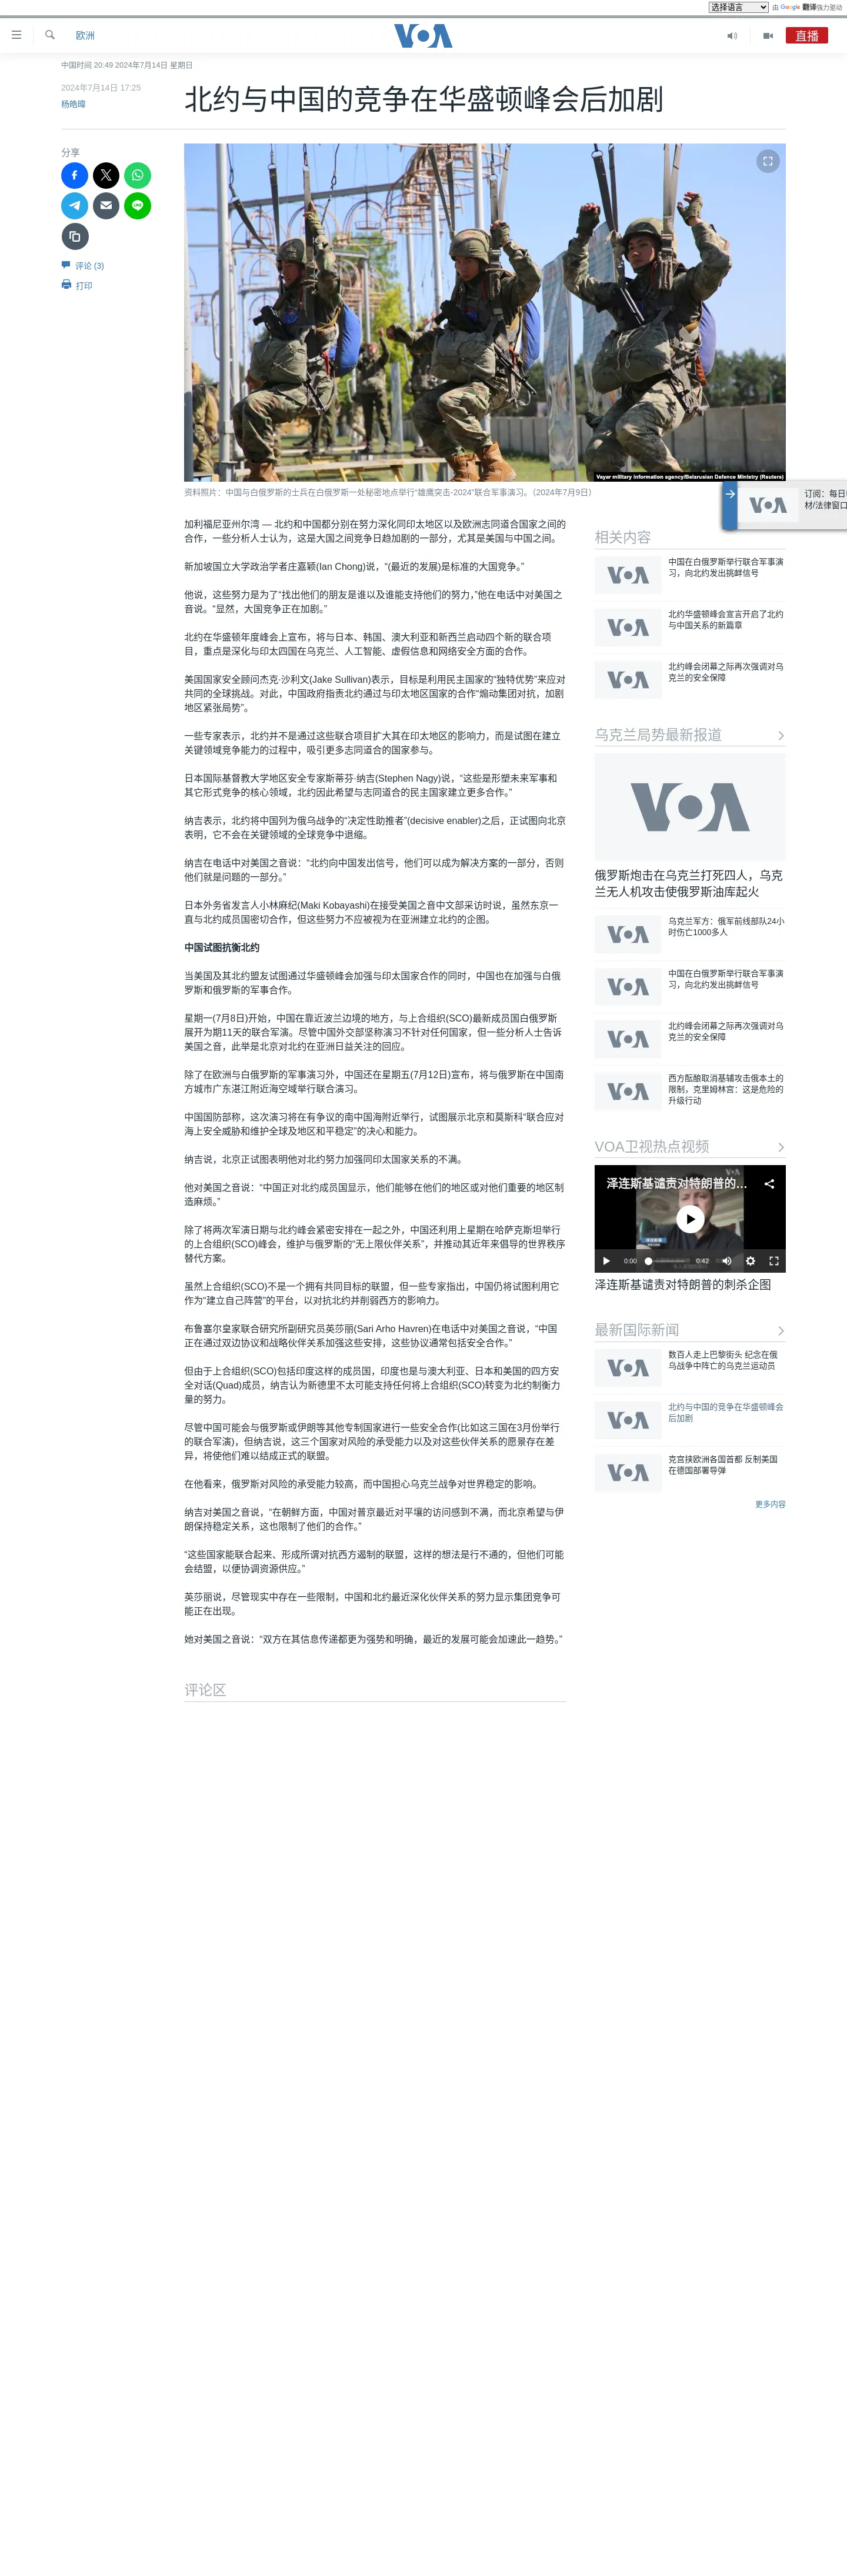 选择语言
由 Google 翻译强力驱动
欧洲
VOA
直播
中国时间 20:49 2024年7月14日 星期日
2024年7月14日 17:25
杨皓暐
北约与中国的竞争在华盛顿峰会后加剧
分享
评论 (3)
打印
Vayar military information agency/Belarusian Defence Ministry (Reuters)
资料照片：中国与白俄罗斯的士兵在白俄罗斯一处秘密地点举行“雄鹰突击-2024”联合军事演习。（2024年7月9日）
加利福尼亚州尔湾 — 北约和中国都分别在努力深化同印太地区以及欧洲志同道合国家之间的
合作，一些分析人士认为，这是大国之间竞争日趋加剧的一部分，尤其是美国与中国之间。
新加坡国立大学政治学者庄嘉颖(Ian Chong)说，“(最近的发展)是标准的大国竞争。”
他说，这些努力是为了“找出他们的朋友是谁以及谁能支持他们的努力，”他在电话中对美国之
音说。“显然，大国竞争正在加剧。”
北约在华盛顿年度峰会上宣布，将与日本、韩国、澳大利亚和新西兰启动四个新的联合项
目，重点是深化与印太四国在乌克兰、人工智能、虚假信息和网络安全方面的合作。
美国国家安全顾问杰克·沙利文(Jake Sullivan)表示，目标是利用民主国家的“独特优势”来应对
共同的全球挑战。对此，中国政府指责北约通过与印太地区国家的合作“煽动集团对抗，加剧
地区紧张局势”。
一些专家表示，北约并不是通过这些联合项目扩大其在印太地区的影响力，而是试图在建立
关键领域竞争能力的过程中，吸引更多志同道合的国家参与。
日本国际基督教大学地区安全专家斯蒂芬·纳吉(Stephen Nagy)说，“这些是形塑未来军事和
其它形式竞争的核心领域，北约因此希望与志同道合的民主国家建立更多合作。”
纳吉表示，北约将中国列为俄乌战争的“决定性助推者”(decisive enabler)之后，正试图向北京
表明，它不会在关键领域的全球竞争中退缩。
纳吉在电话中对美国之音说：“北约向中国发出信号，他们可以成为解决方案的一部分，否则
他们就是问题的一部分。”
日本外务省发言人小林麻纪(Maki Kobayashi)在接受美国之音中文部采访时说，虽然东京一
直与北约成员国密切合作，但这些努力不应被视为在亚洲建立北约的企图。
中国试图抗衡北约
当美国及其北约盟友试图通过华盛顿峰会加强与印太国家合作的同时，中国也在加强与白俄
罗斯和俄罗斯的军事合作。
星期一(7月8日)开始，中国在靠近波兰边境的地方，与上合组织(SCO)最新成员国白俄罗斯
展开为期11天的联合军演。尽管中国外交部坚称演习不针对任何国家，但一些分析人士告诉
美国之音，此举是北京对北约在亚洲日益关注的回应。
除了在欧洲与白俄罗斯的军事演习外，中国还在星期五(7月12日)宣布，将与俄罗斯在中国南
方城市广东湛江附近海空域举行联合演习。
中国国防部称，这次演习将在有争议的南中国海附近举行，试图展示北京和莫斯科“联合应对
海上安全威胁和维护全球及地区和平稳定”的决心和能力。
纳吉说，北京正试图表明他对北约努力加强同印太国家关系的不满。
他对美国之音说：“中国正对北约成员国显示，他们能够在他们的地区或对他们重要的地区制
造麻烦。”
除了将两次军演日期与北约峰会紧密安排在一起之外，中国还利用上星期在哈萨克斯坦举行
的上合组织(SCO)峰会，维护与俄罗斯的“无上限伙伴关系”，并推动其近年来倡导的世界秩序
替代方案。
虽然上合组织(SCO)不是一个拥有共同目标的联盟，但一些专家指出，中国仍将试图利用它
作为“建立自己阵营”的平台，以对抗北约并削弱西方的影响力。
布鲁塞尔皇家联合研究所副研究员英莎丽(Sari Arho Havren)在电话中对美国之音说，“中国
正在通过双边协议和战略伙伴关系加强这些安排，这些协议通常包括安全合作。”
但由于上合组织(SCO)包括印度这样的成员国，印度也是与澳大利亚、日本和美国的四方安
全对话(Quad)成员，纳吉认为新德里不太可能支持任何将上合组织(SCO)转变为北约制衡力
量的努力。
尽管中国可能会与俄罗斯或伊朗等其他专制国家进行一些安全合作(比如这三国在3月份举行
的联合军演)，但纳吉说，这三个国家对风险的承受能力以及对这些伙伴关系的愿景存在差
异，将使他们难以结成正式的联盟。
在他看来，俄罗斯对风险的承受能力较高，而中国担心乌克兰战争对世界稳定的影响。
纳吉对美国之音说，“在朝鲜方面，中国对普京最近对平壤的访问感到不满，而北京希望与伊
朗保持稳定关系，这也限制了他们的合作。”
“这些国家能联合起来、形成所谓对抗西方遏制的联盟，这样的想法是行不通的，但他们可能
会结盟，以便协调资源供应。”
英莎丽说，尽管现实中存在一些限制，中国和北约最近深化伙伴关系的努力显示集团竞争可
能正在出现。
她对美国之音说：“双方在其信息传递都更为强势和明确，最近的发展可能会加速此一趋势。”
评论区
订阅：每日
材/法律窗口
相关内容
VOA
中国在白俄罗斯举行联合军事演
习，向北约发出挑衅信号
VOA
北约华盛顿峰会宣言开启了北约
与中国关系的新篇章
VOA
北约峰会闭幕之际再次强调对乌
克兰的安全保障
乌克兰局势最新报道
VOA
俄罗斯炮击在乌克兰打死四人，乌克
兰无人机攻击使俄罗斯油库起火
VOA
乌克兰军方：俄军前线部队24小
时伤亡1000多人
VOA
中国在白俄罗斯举行联合军事演
习，向北约发出挑衅信号
VOA
北约峰会闭幕之际再次强调对乌
克兰的安全保障
VOA
西方酝酿取消基辅攻击俄本土的
限制，克里姆林宫：这是危险的
升级行动
VOA卫视热点视频
泽连斯基谴责对特朗普的...
0:00
0:42
泽连斯基谴责对特朗普的刺杀企图
最新国际新闻
VOA
数百人走上巴黎街头 纪念在俄
乌战争中阵亡的乌克兰运动员
VOA
北约与中国的竞争在华盛顿峰会
后加剧
VOA
克宫挟欧洲各国首都 反制美国
在德国部署导弹
更多内容